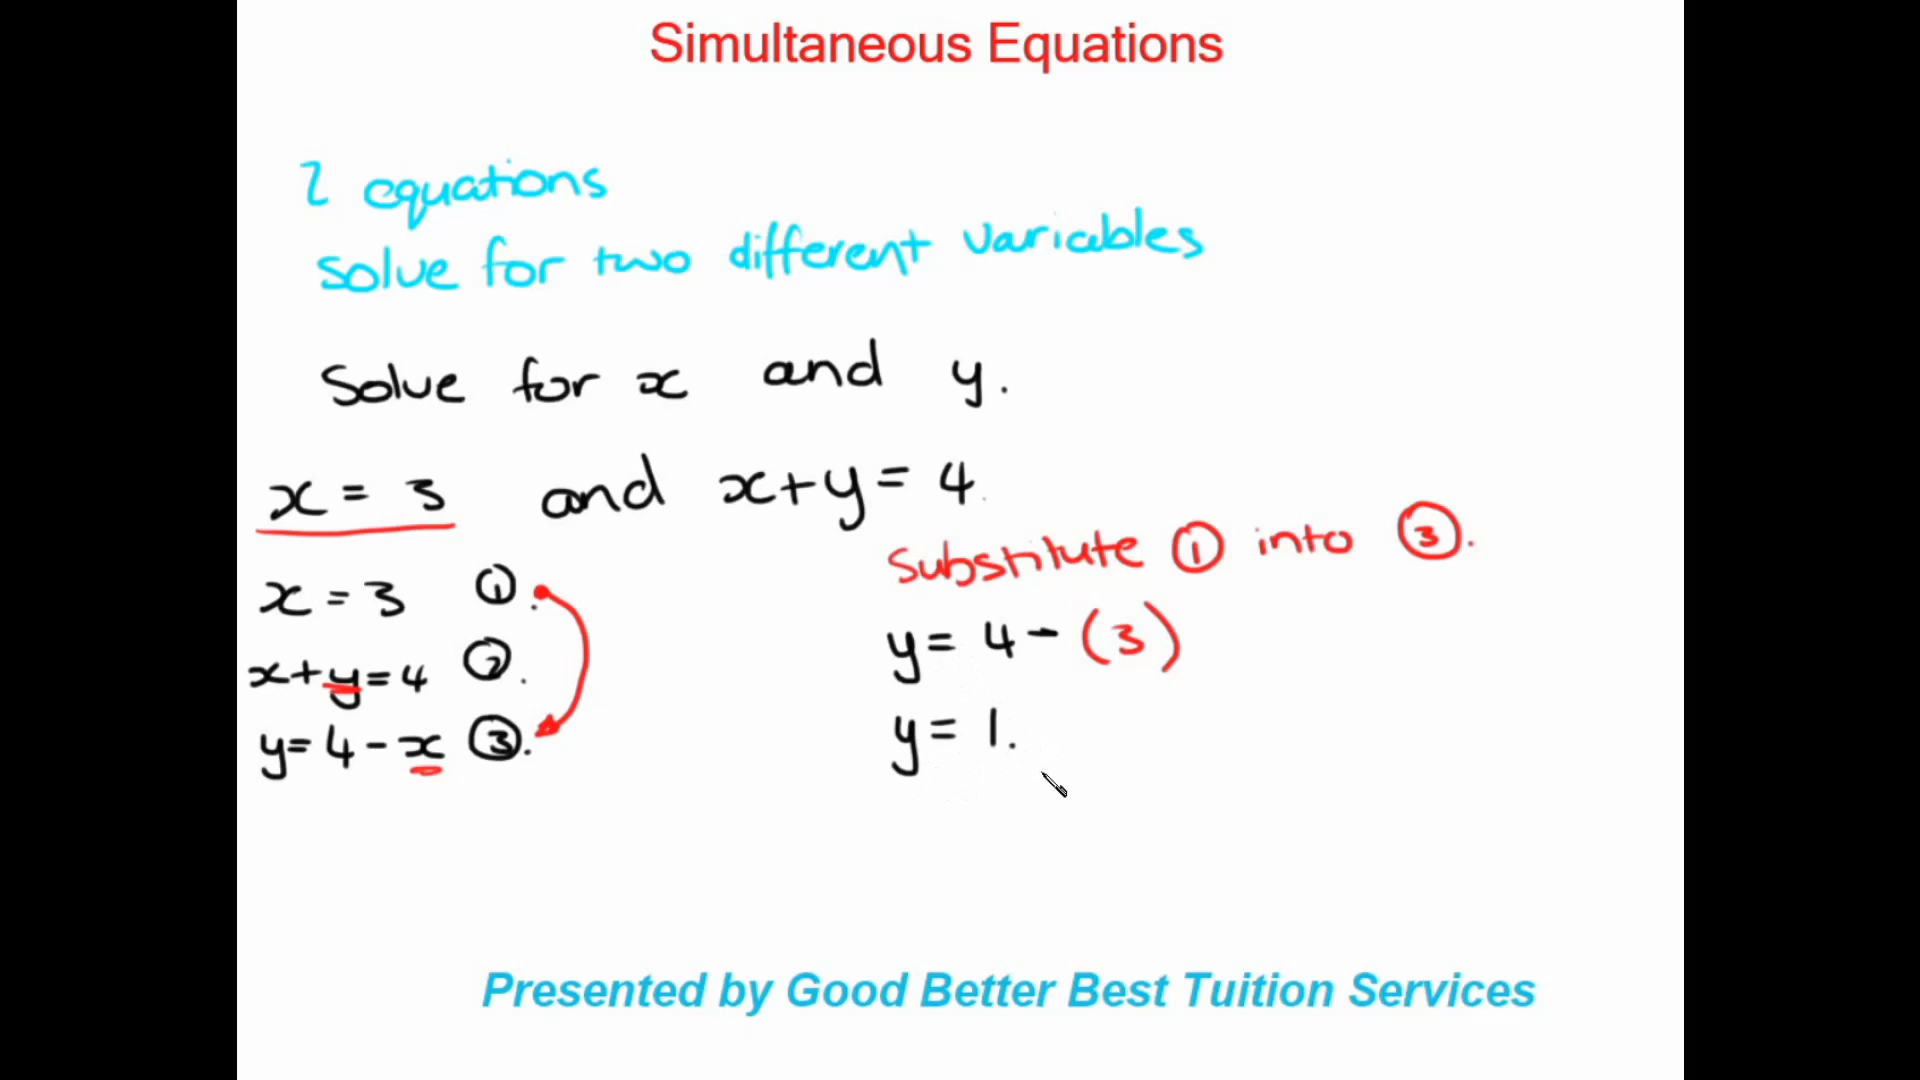 Simultaneous Equations
2 equations
solve for two different variables
Solve for x and y.
x = 3 and x+y = 4
x = 3 ①.
x+y=4 ②.
y= 4 - x ③.
Substitute ① into ③.
y= 4 - (3)
y= 1.
Presented by Good Better Best Tuition Services